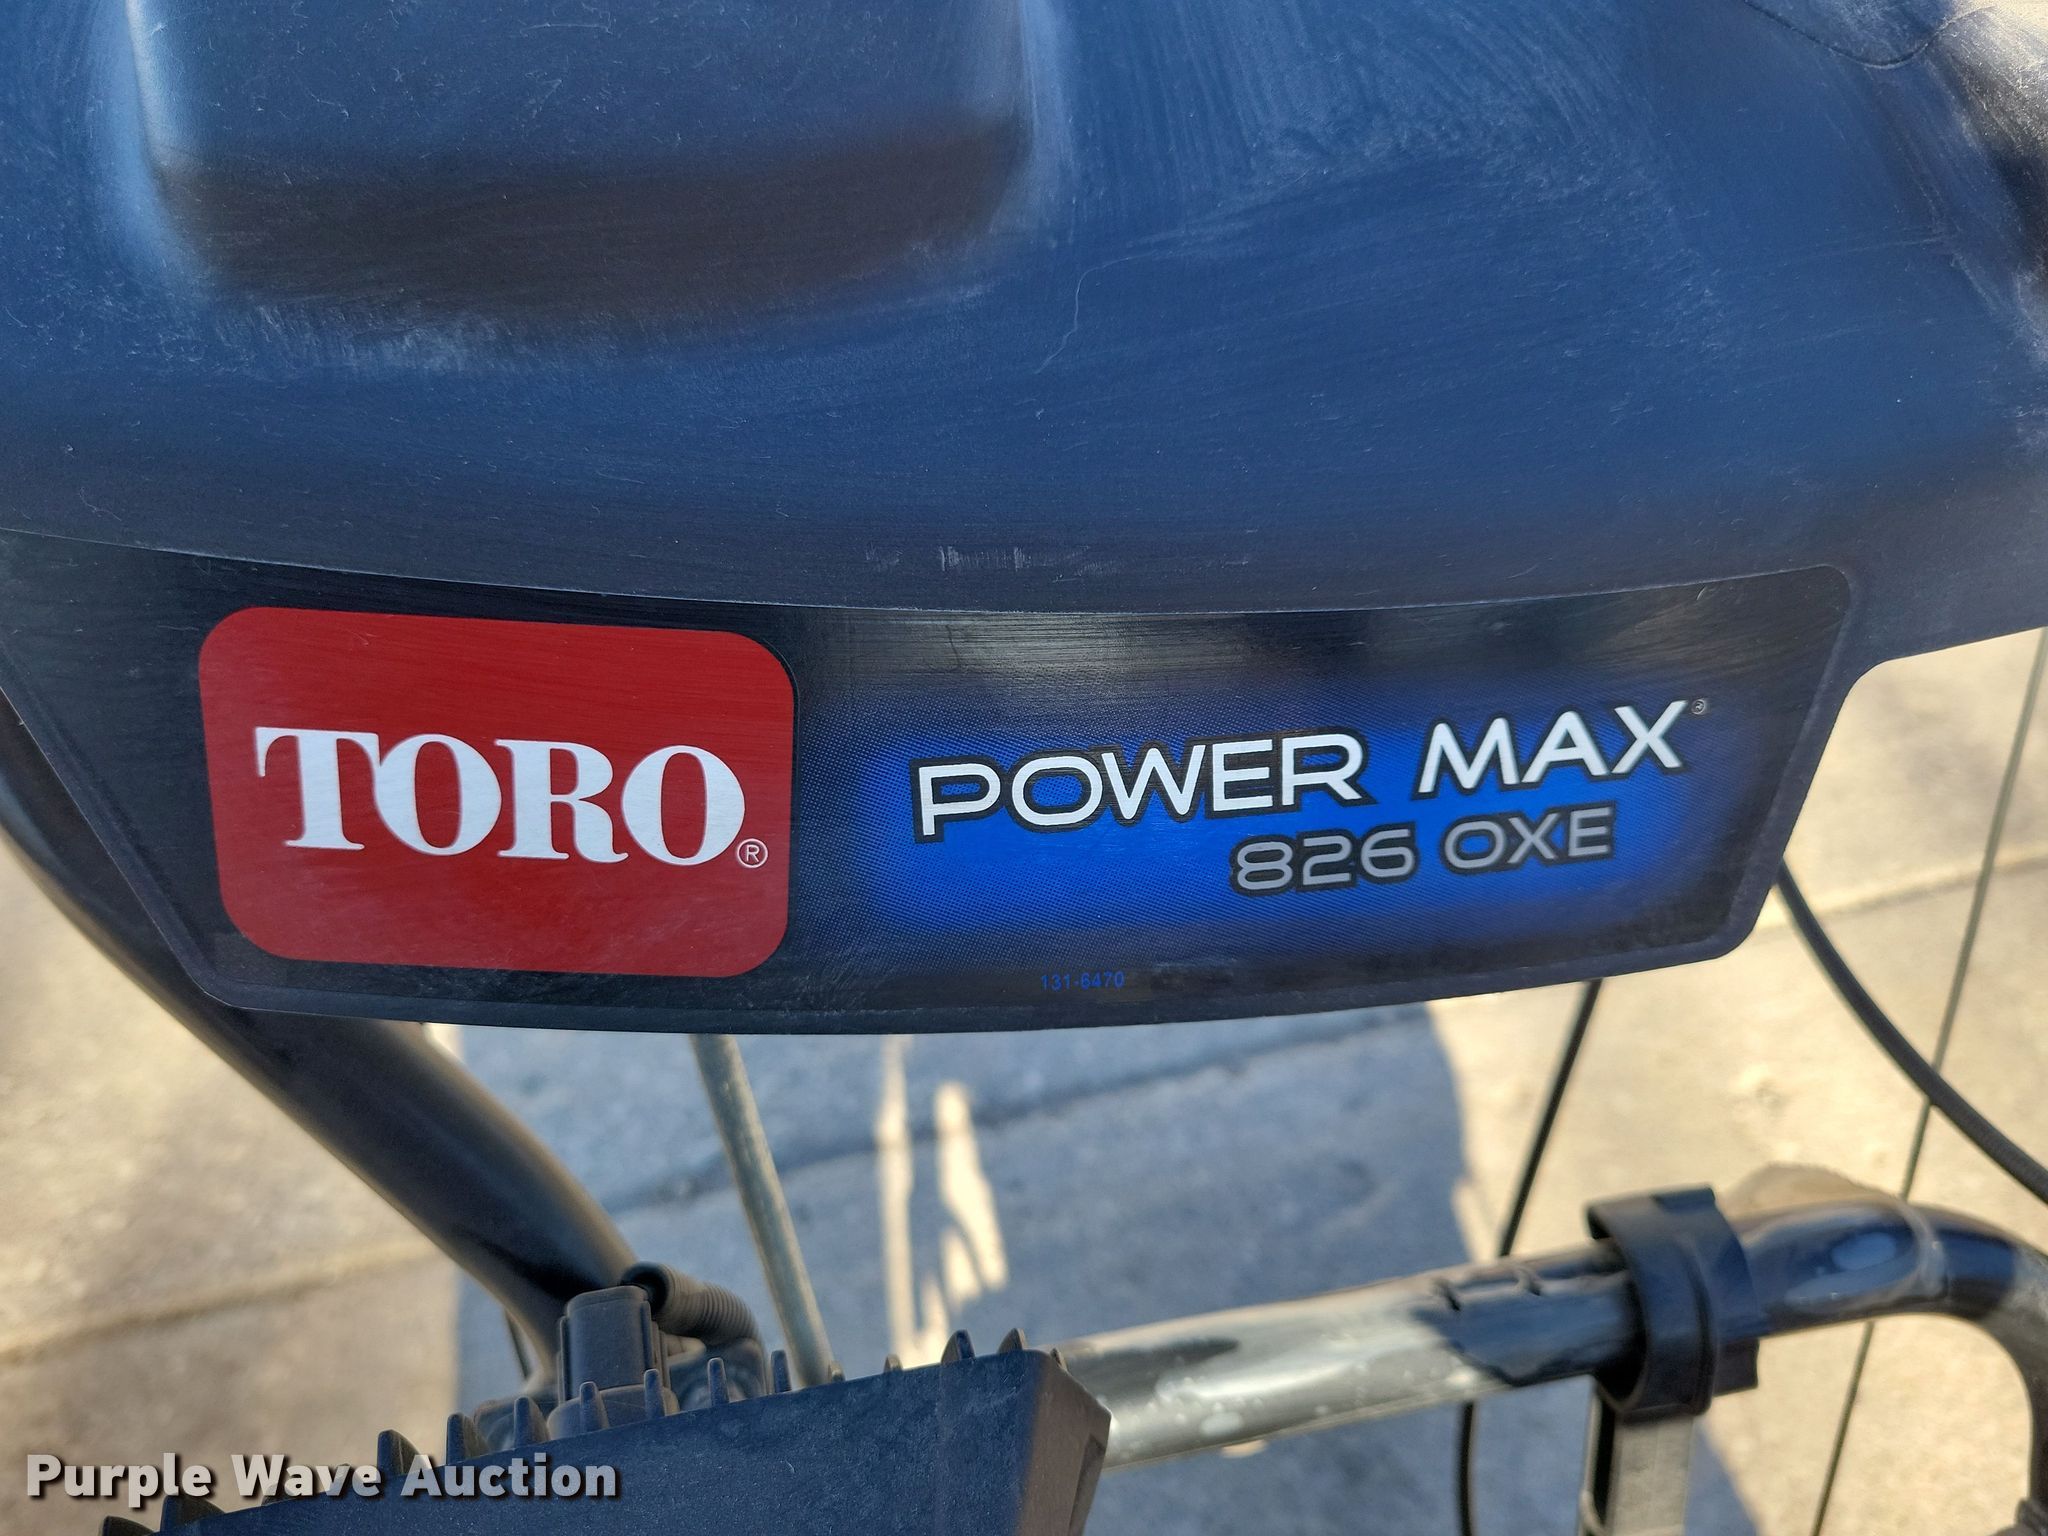 TORO®
POWER MAX®
826 OXE
131-6470
Purple Wave Auction